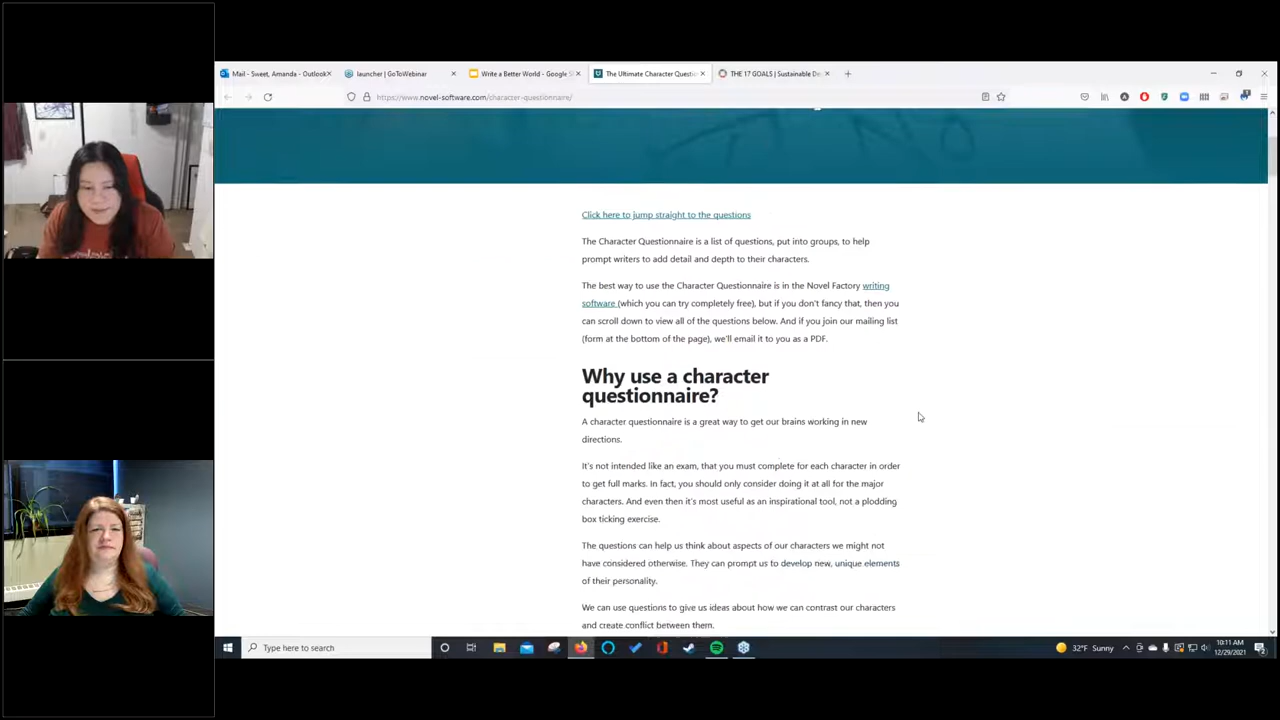 Mail - Sweet, Amanda - Outlook
launcher | GoToWebinar
Write a Better World - Google Sl
The Ultimate Character Questio
THE 17 GOALS | Sustainable De
https://www.novel-software.com/character-questionnaire/
Click here to jump straight to the questions
The Character Questionnaire is a list of questions, put into groups, to help
prompt writers to add detail and depth to their characters.
The best way to use the Character Questionnaire is in the Novel Factory writing
software (which you can try completely free), but if you don't fancy that, then you
can scroll down to view all of the questions below. And if you join our mailing list
(form at the bottom of the page), we'll email it to you as a PDF.
Why use a character
questionnaire?
A character questionnaire is a great way to get our brains working in new
directions.
It's not intended like an exam, that you must complete for each character in order
to get full marks. In fact, you should only consider doing it at all for the major
characters. And even then it's most useful as an inspirational tool, not a plodding
box ticking exercise.
The questions can help us think about aspects of our characters we might not
have considered otherwise. They can prompt us to develop new, unique elements
of their personality.
We can use questions to give us ideas about how we can contrast our characters
and create conflict between them.
Type here to search
32°F Sunny
10:11 AM
12/29/2021